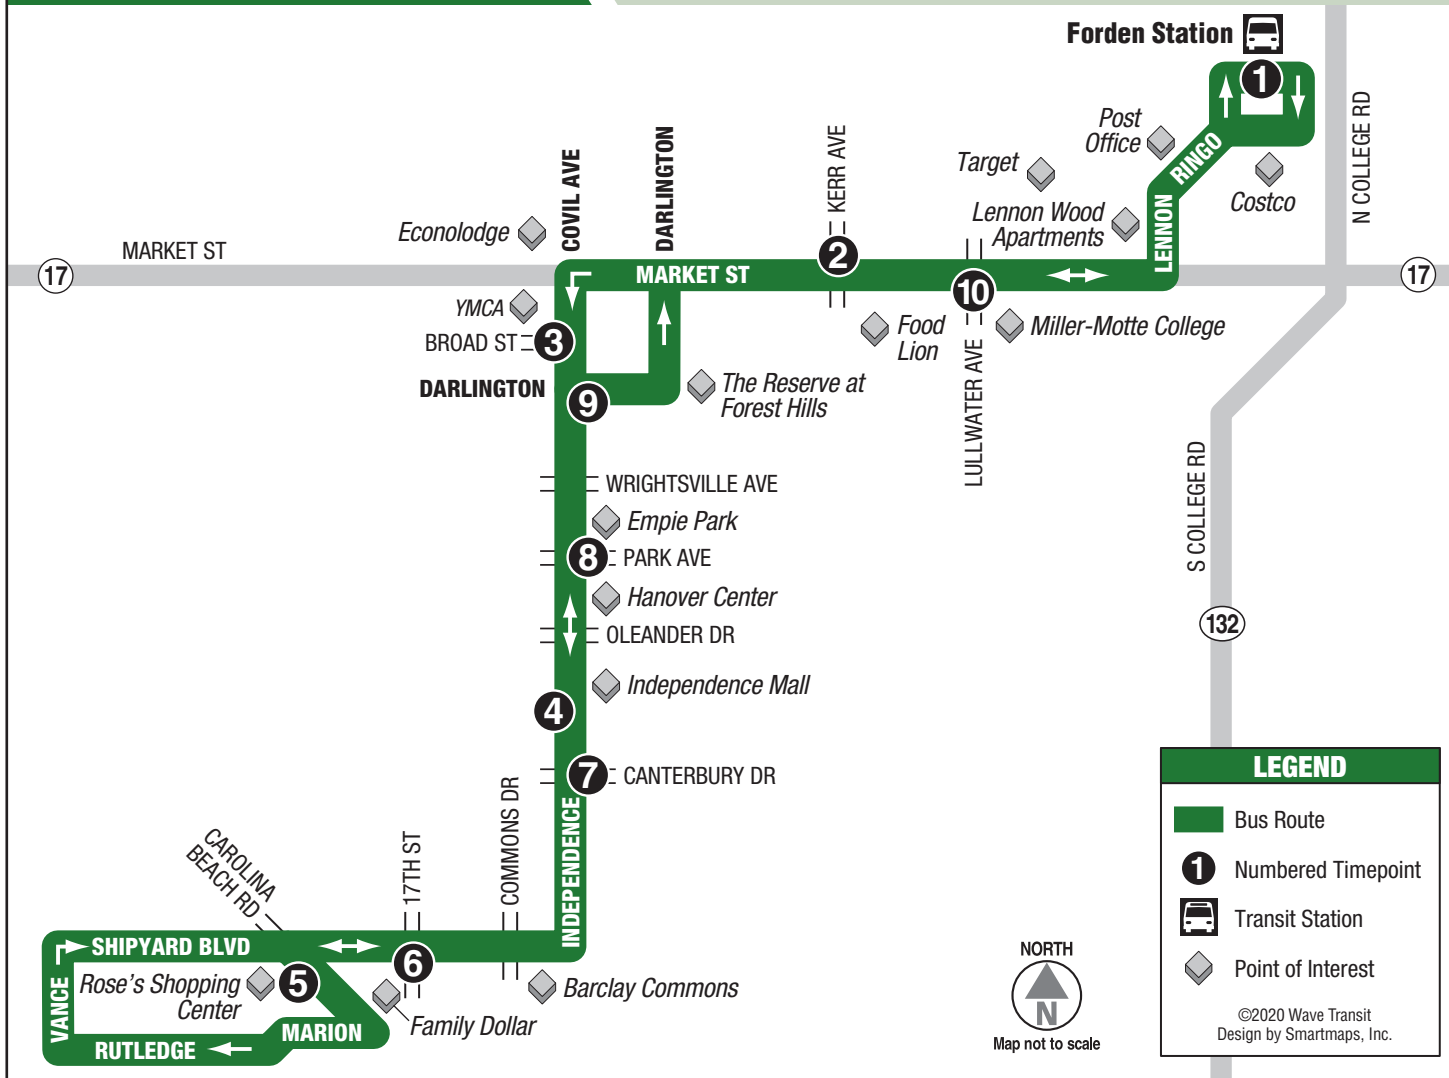 Forden Station
1
N COLLEGE RD
Post
Office
RINGO
Costco
Target
Lennon Wood
Apartments
LENNON
KERR AVE
DARLINGTON
COVIL AVE
Econolodge
MARKET ST
17
MARKET ST
2
10
17
YMCA
BROAD ST
3
Food
Lion
Miller-Motte College
LULLWATER AVE
DARLINGTON
9
The Reserve at
Forest Hills
S COLLEGE RD
132
WRIGHTSVILLE AVE
Empie Park
8
PARK AVE
Hanover Center
OLEANDER DR
Independence Mall
4
7
CANTERBURY DR
INDEPENDENCE
COMMONS DR
17TH ST
CAROLINA
BEACH RD
SHIPYARD BLVD
6
5
Rose's Shopping
Center
VANCE
Barclay Commons
Family Dollar
MARION
RUTLEDGE
NORTH
N
Map not to scale
LEGEND
Bus Route
1
Numbered Timepoint
Transit Station
Point of Interest
©2020 Wave Transit
Design by Smartmaps, Inc.